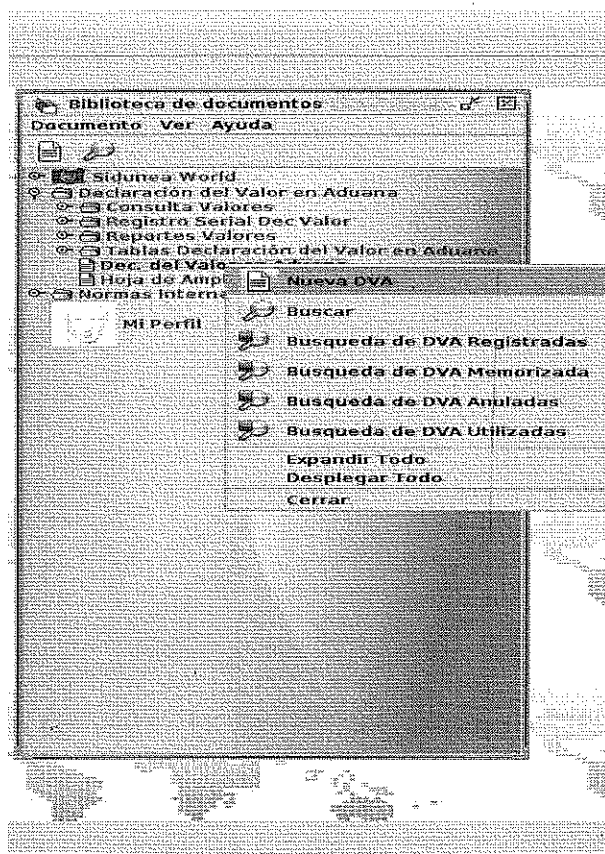 Biblioteca de documentos
Documento Ver Ayuda
Sidunea World
Declaración del Valor en Aduana
Consulta Valores
Registro Serial Dec Valor
Reportes Valores
Tablas Declaración del Valor en Aduana
Dec. del Valo
Hoja de Ampl
Normas Interna
Mi Perfil
Nueva DVA
Buscar
Busqueda de DVA Registradas
Busqueda de DVA Memorizada
Busqueda de DVA Anuladas
Busqueda de DVA Utilizadas
Expandir Todo
Desplegar Todo
Cerrar